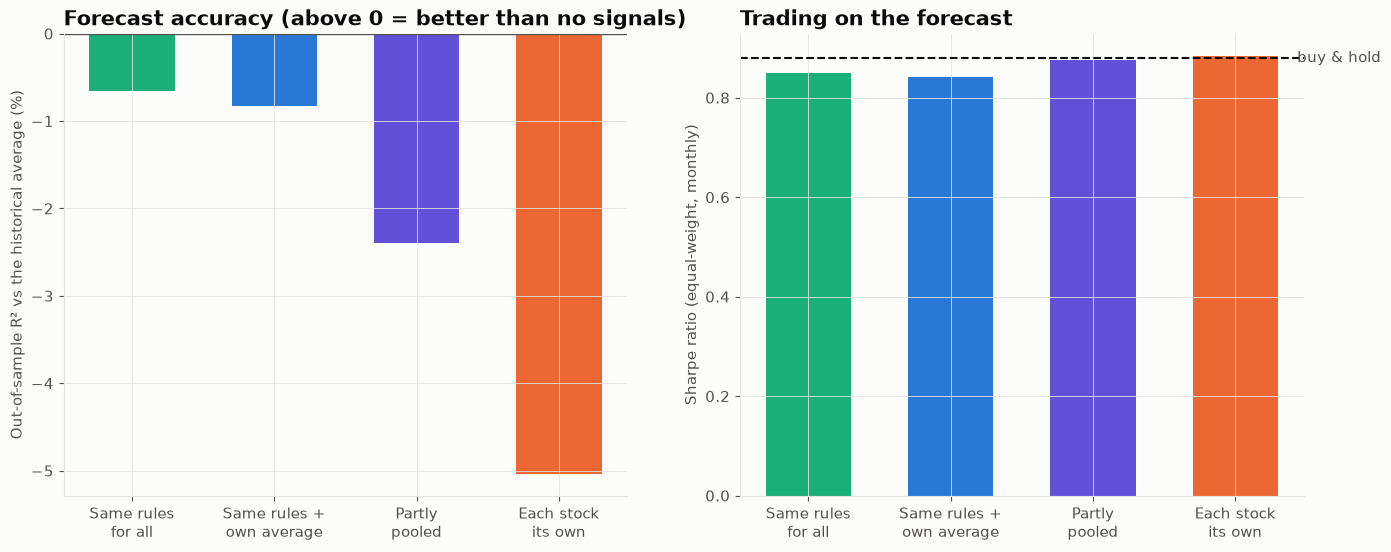 Forecast accuracy (above 0 = better than no signals)
Out-of-sample R² vs the historical average (%)
0
−1
−2
−3
−4
−5
Same rules
for all
Same rules +
own average
Partly
pooled
Each stock
its own
Trading on the forecast
Sharpe ratio (equal-weight, monthly)
buy & hold
0.8
0.6
0.4
0.2
0.0
Same rules
for all
Same rules +
own average
Partly
pooled
Each stock
its own